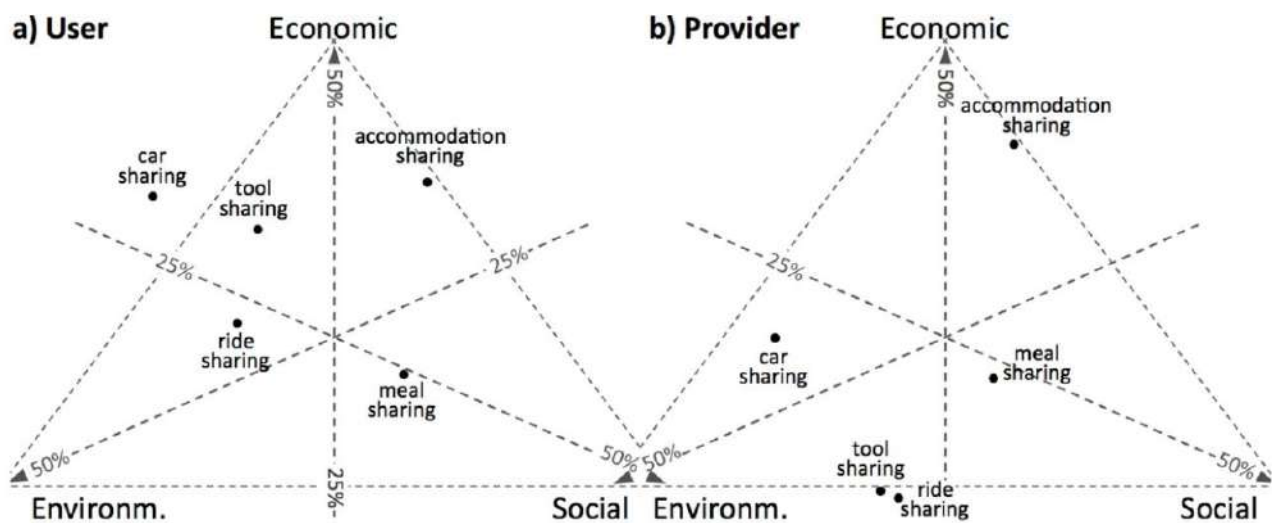 a) User
Economic
50%
accommodation
sharing
car
sharing
tool
sharing
25%
25%
ride
sharing
meal
sharing
50%
50%
25%
Environm.
Social
b) Provider
Economic
50%
accommodation
sharing
25%
car
sharing
meal
sharing
50%
50%
tool
sharing
ride
sharing
Environm.
Social